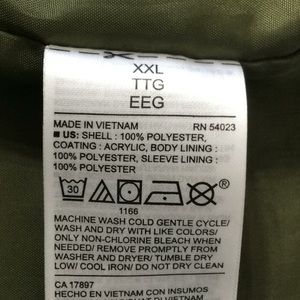 XXL
TTG
EEG
MADE IN VIETNAM RN 54023
■ US: SHELL : 100% POLYESTER,
COATING : ACRYLIC, BODY LINING :
100% POLYESTER, SLEEVE LINING :
100% POLYESTER
30 ®
1166
MACHINE WASH COLD GENTLE CYCLE/
WASH AND DRY WITH LIKE COLORS/
ONLY NON-CHLORINE BLEACH WHEN
NEEDED/ REMOVE PROMPTLY FROM
WASHER AND DRYER/ TUMBLE DRY
LOW/ COOL IRON/ DO NOT DRY CLEAN
CA 17897
HECHO EN VIETNAM CON INSUMOS